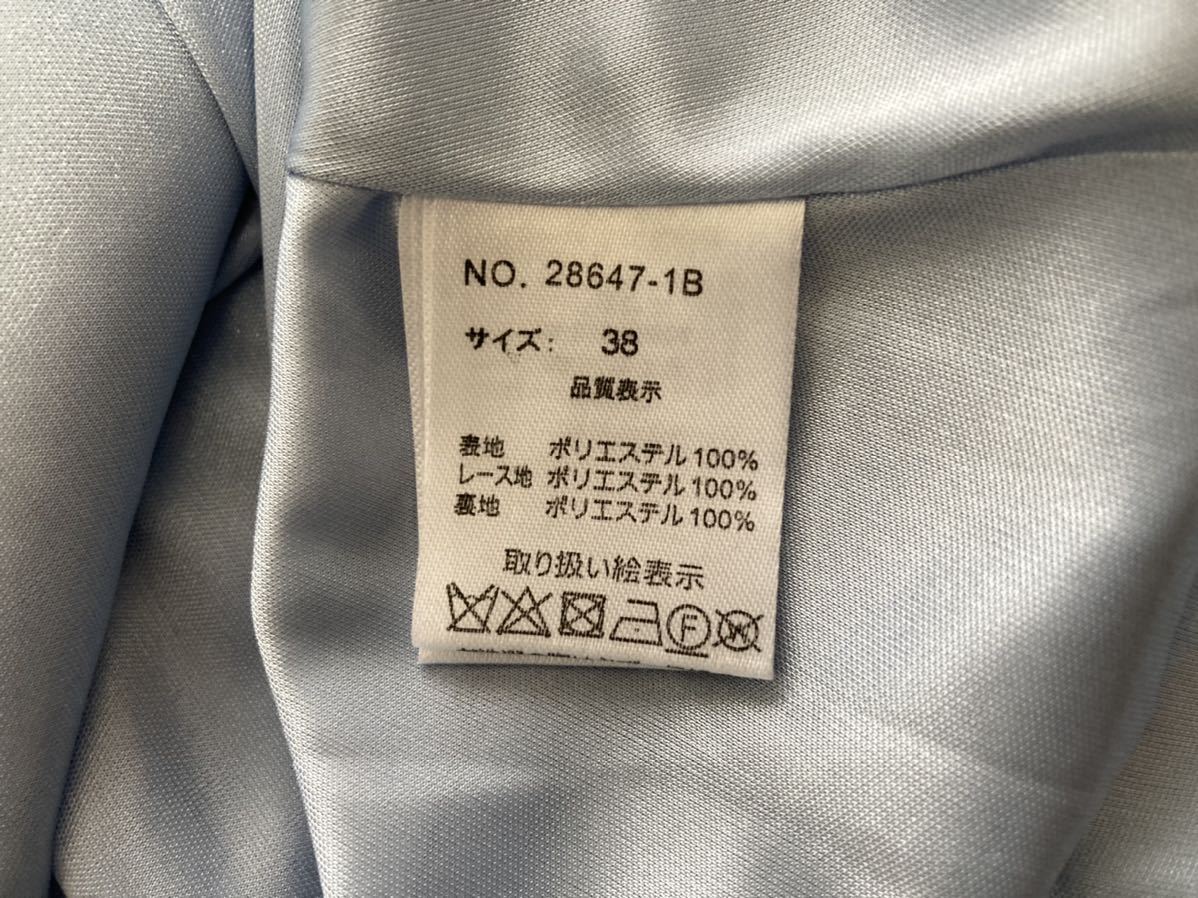 NO. 28647-1B
サイズ: 38
品質表示
表地 ポリエステル100%
レース地 ポリエステル100%
裏地 ポリエステル100%
取り扱い絵表示
F W